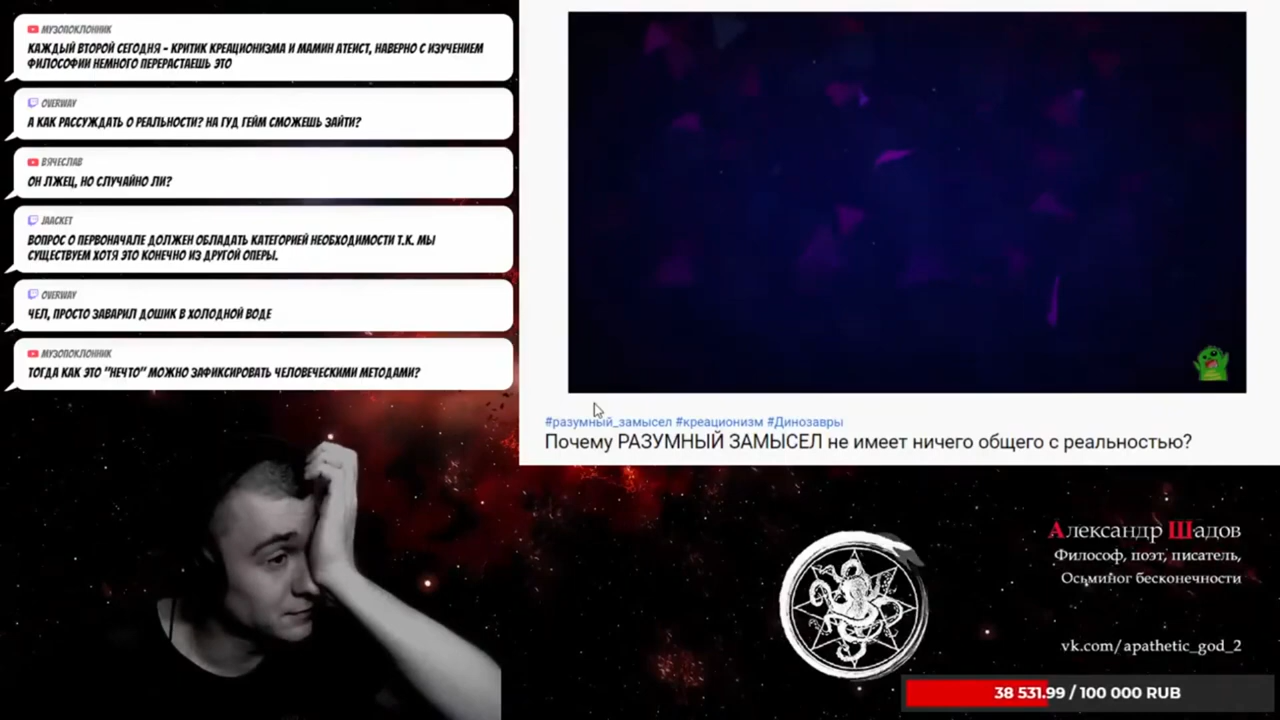 МУЗОПОКЛОННИК
КАЖДЫЙ ВТОРОЙ СЕГОДНЯ - КРИТИК КРЕАЦИОНИЗМА И МАМИН АТЕИСТ, НАВЕРНО С ИЗУЧЕНИЕМ
ФИЛОСОФИИ НЕМНОГО ПЕРЕРАСТАЕШЬ ЭТО
OVERWAY
А КАК РАССУЖДАТЬ О РЕАЛЬНОСТИ? НА ГУД ГЕЙМ СМОЖЕШЬ ЗАЙТИ?
ВЯЧЕСЛАВ
ОН ЛЖЕЦ, НО СЛУЧАЙНО ЛИ?
JAACKET
ВОПРОС О ПЕРВОНАЧАЛЕ ДОЛЖЕН ОБЛАДАТЬ КАТЕГОРИЕЙ НЕОБХОДИМОСТИ Т.К. МЫ
СУЩЕСТВУЕМ ХОТЯ ЭТО КОНЕЧНО ИЗ ДРУГОЙ ОПЕРЫ.
OVERWAY
ЧЕЛ, ПРОСТО ЗАВАРИЛ ДОШИК В ХОЛОДНОЙ ВОДЕ
МУЗОПОКЛОННИК
ТОГДА КАК ЭТО "НЕЧТО" МОЖНО ЗАФИКСИРОВАТЬ ЧЕЛОВЕЧЕСКИМИ МЕТОДАМИ?
#разумный_замысел #креационизм #Динозавры
Почему РАЗУМНЫЙ ЗАМЫСЕЛ не имеет ничего общего с реальностью?
Александр Шадов
Философ, поэт, писатель,
Осьминог бесконечности
vk.com/apathetic_god_2
38 531.99 / 100 000 RUB